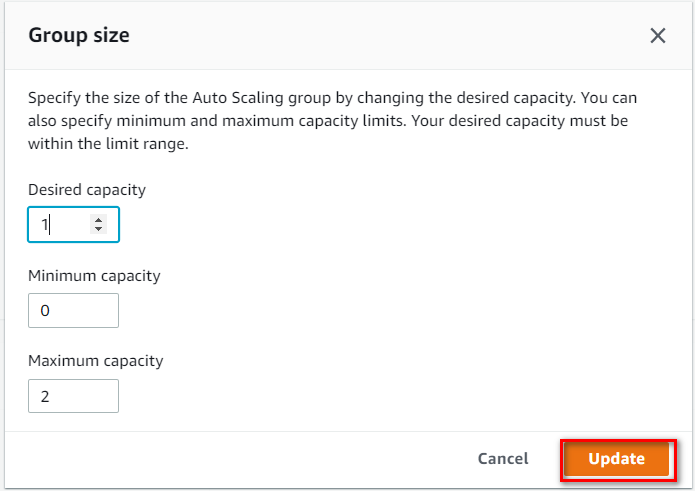 Group size
Specify the size of the Auto Scaling group by changing the desired capacity. You can
also specify minimum and maximum capacity limits. Your desired capacity must be
within the limit range.
Desired capacity
1
Minimum capacity
0
Maximum capacity
2
Cancel Update